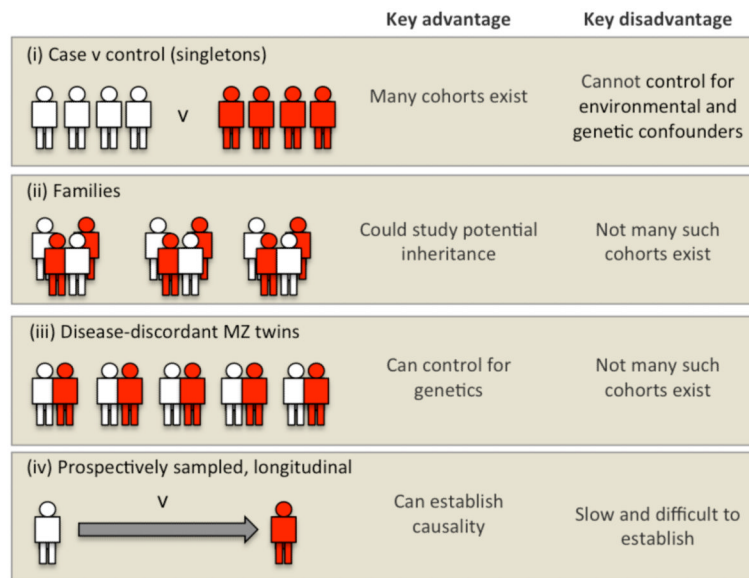 Key advantage
Key disadvantage
(i) Case v control (singletons)
v
Many cohorts exist
Cannot control for
environmental and
genetic confounders
(ii) Families
Could study potential
inheritance
Not many such
cohorts exist
(iii) Disease-discordant MZ twins
Can control for
genetics
Not many such
cohorts exist
(iv) Prospectively sampled, longitudinal
v
Can establish
causality
Slow and difficult to
establish